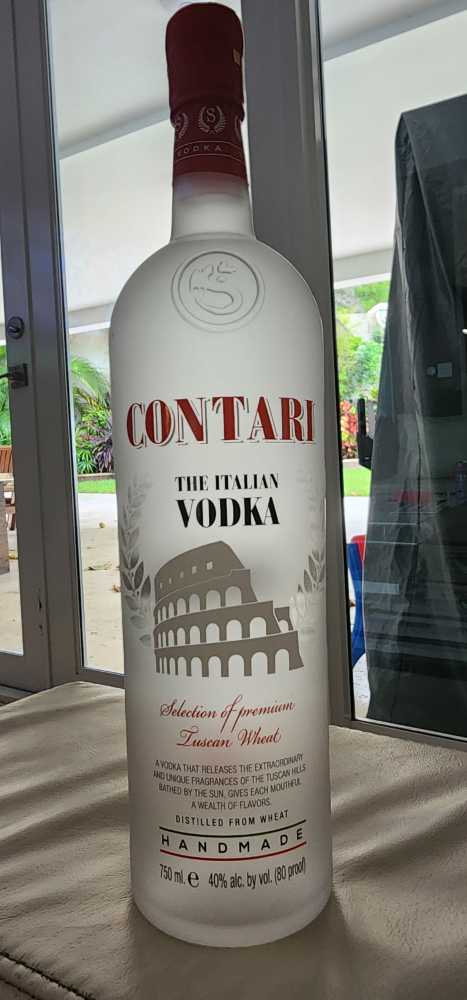 S
VODKA
CONTARI
THE ITALIAN
VODKA
Selection of premium
Tuscan Wheat
A VODKA THAT RELEASES THE EXTRAORDINARY
AND UNIQUE FRAGRANCES OF THE TUSCAN HILLS
BATHED BY THE SUN, GIVES EACH MOUTHFUL
A WEALTH OF FLAVORS.
DISTILLED FROM WHEAT
HANDMADE
750 ml. e 40% alc. by vol. (80 proof)